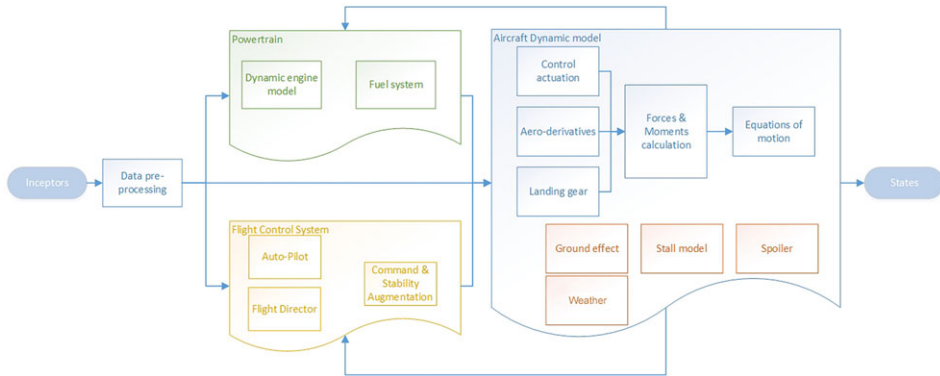 Powertrain
Dynamic engine
model
Fuel system
Aircraft Dynamic model
Control
actuation
Aero-derivatives
Landing gear
Forces &
Moments
calculation
Equations of
motion
Inceptors
Data pre-
processing
States
Flight Control System
Auto-Pilot
Flight Director
Command &
Stability
Augmentation
Ground effect
Stall model
Spoiler
Weather